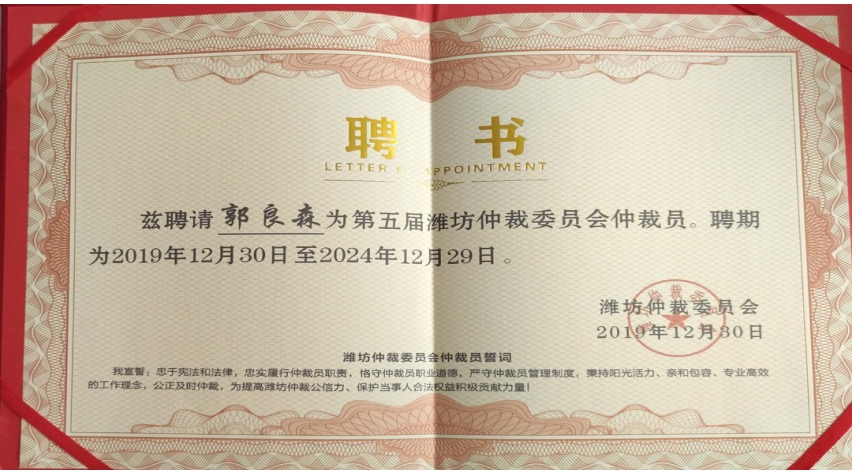 聘书
LETTER OF APPOINTMENT
兹聘请郭良森为第五届潍坊仲裁委员会仲裁员。聘期
为2019年12月30日至2024年12月29日。
潍坊仲裁委员会
2019年12月30日
潍坊仲裁委员会仲裁员誓词
我宣誓：忠于宪法和法律，忠实履行仲裁员职责，恪守仲裁员职业道德，严守仲裁员管理制度，秉持阳光活力、亲和包容、专业高效
的工作理念，公正及时仲裁，为提高潍坊仲裁公信力、保护当事人合法权益积极贡献力量！